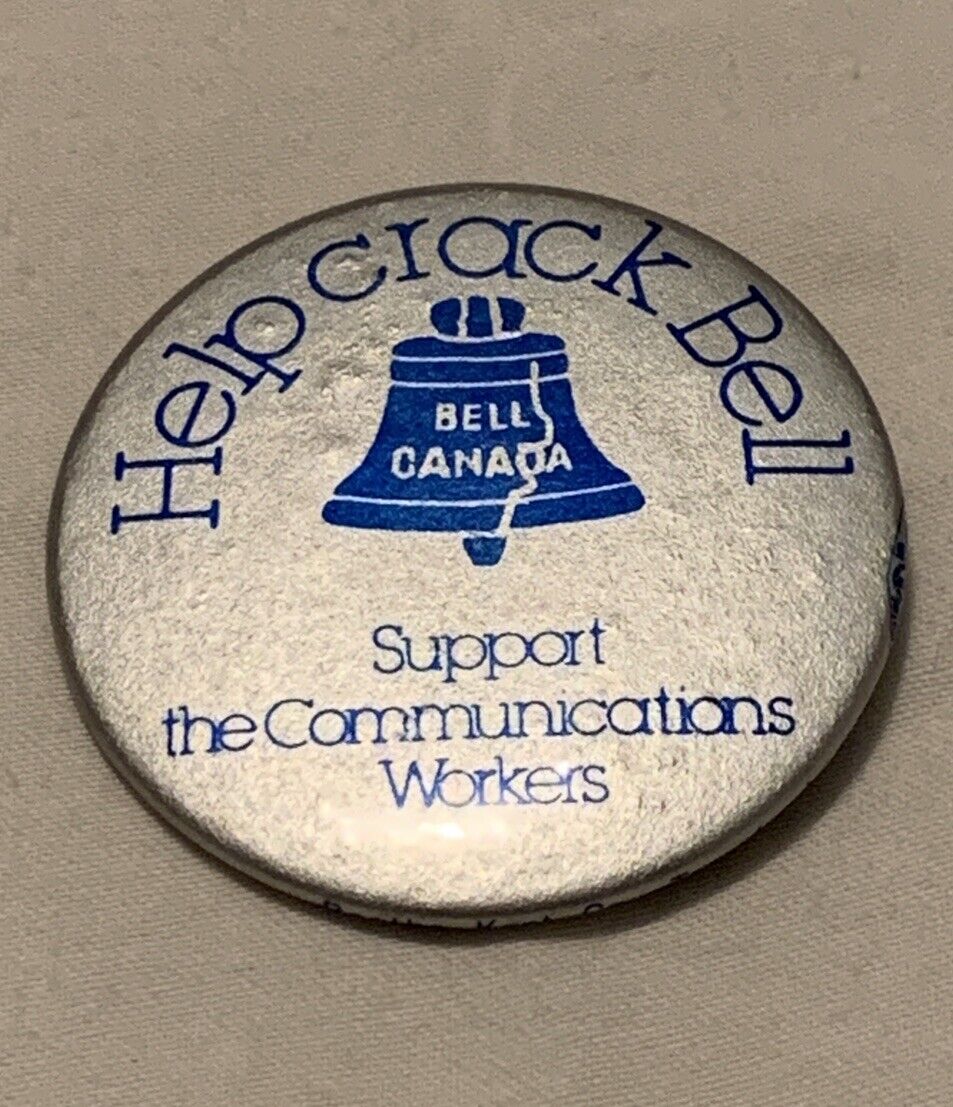 Help crack Bell
BELL
CANADA
Support
the Communications
Workers